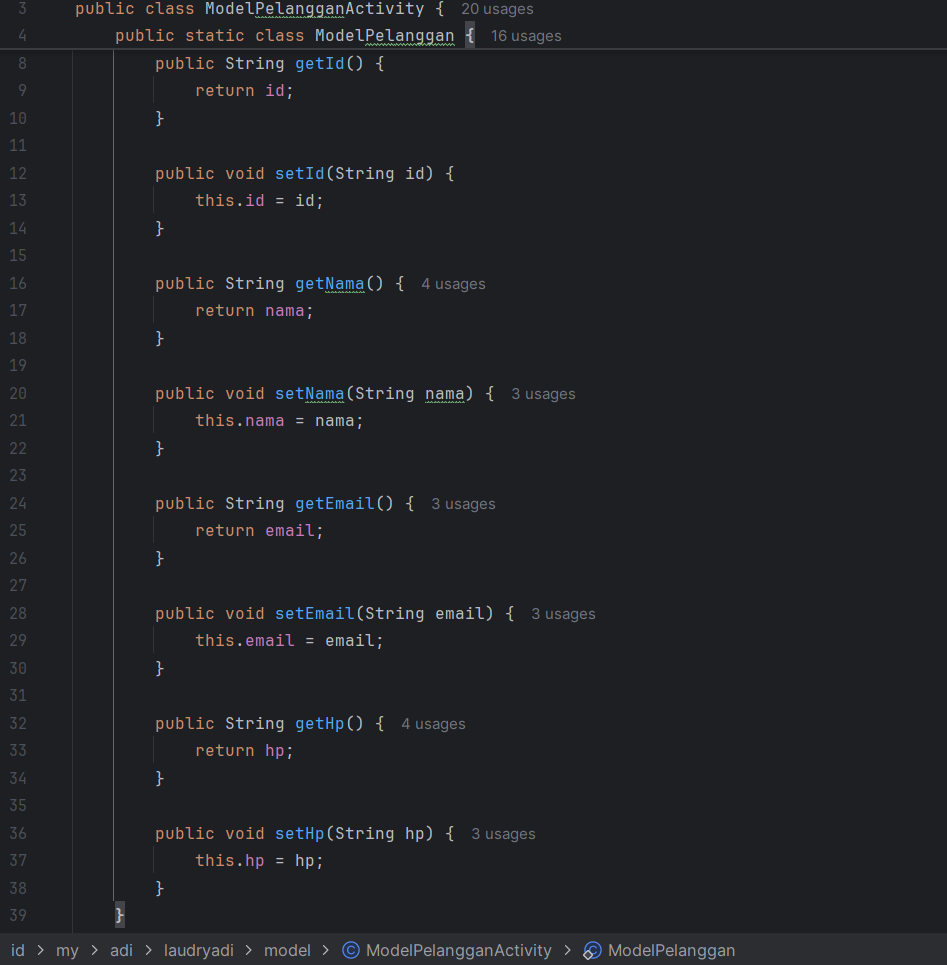 3 public class ModelPelangganActivity { 20 usages
4 public static class ModelPelanggan { 16 usages
8 public String getId() {
9 return id;
10 }
11
12 public void setId(String id) {
13 this.id = id;
14 }
15
16 public String getNama() { 4 usages
17 return nama;
18 }
19
20 public void setNama(String nama) { 3 usages
21 this.nama = nama;
22 }
23
24 public String getEmail() { 3 usages
25 return email;
26 }
27
28 public void setEmail(String email) { 3 usages
29 this.email = email;
30 }
31
32 public String getHp() { 4 usages
33 return hp;
34 }
35
36 public void setHp(String hp) { 3 usages
37 this.hp = hp;
38 }
39 }
id > my > adi > laudryadi > model > © ModelPelangganActivity > © ModelPelanggan